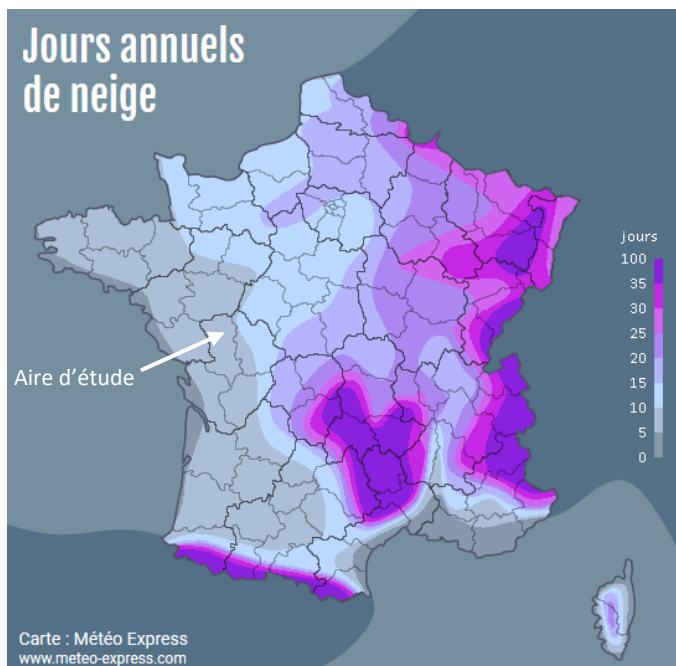 Jours annuels
de neige
jours
100
35
30
25
20
15
10
5
0
Aire d’étude
Carte : Météo Express
www.meteo-express.com